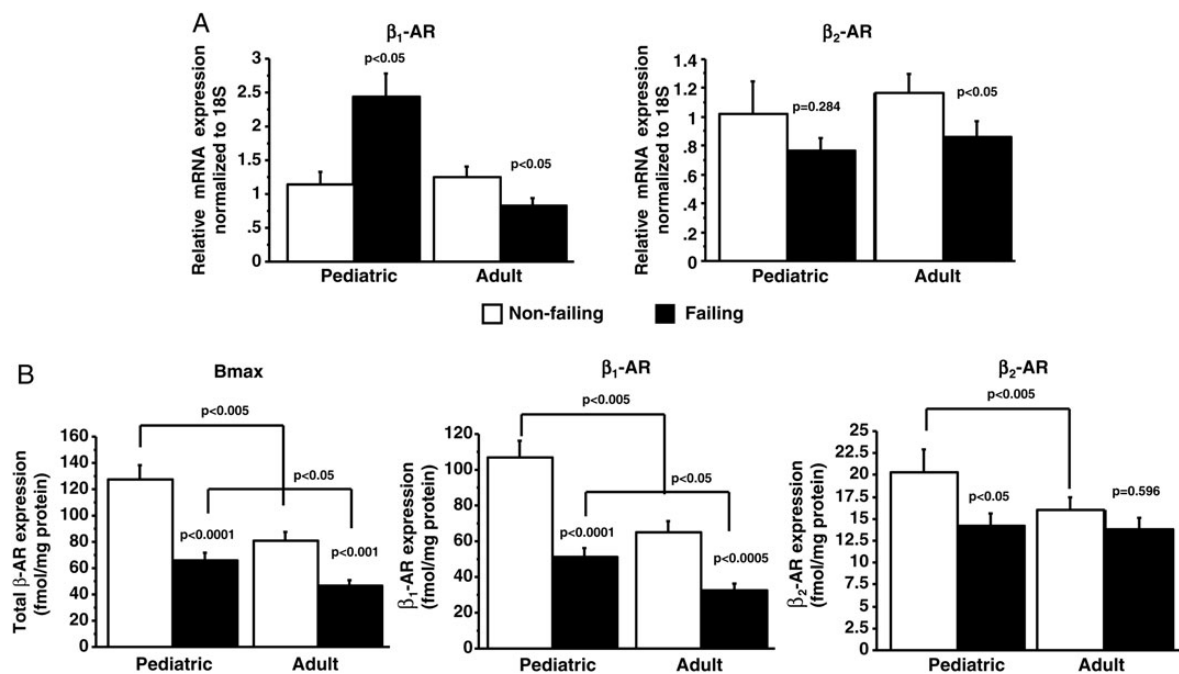 A
β1-AR
Relative mRNA expression
normalized to 18S
3
2.5
2
1.5
1
.5
0
p<0.05
p<0.05
Pediatric
Adult
β2-AR
Relative mRNA expression
normalized to 18S
1.4
1.2
1
.8
.6
.4
.2
0
p=0.284
p<0.05
Pediatric
Adult
Non-failing
Failing
B
Bmax
Total β-AR expression
(fmol/mg protein)
160
140
120
100
80
60
40
20
0
p<0.005
p<0.05
p<0.0001
p<0.001
Pediatric
Adult
β1-AR
β1-AR expression
(fmol/mg protein)
120
100
80
60
40
20
0
p<0.005
p<0.05
p<0.0001
p<0.0005
Pediatric
Adult
β2-AR
β2-AR expression
(fmol/mg protein)
25
22.5
20
17.5
15
12.5
10
7.5
5
2.5
0
p<0.005
p<0.05
p=0.596
Pediatric
Adult